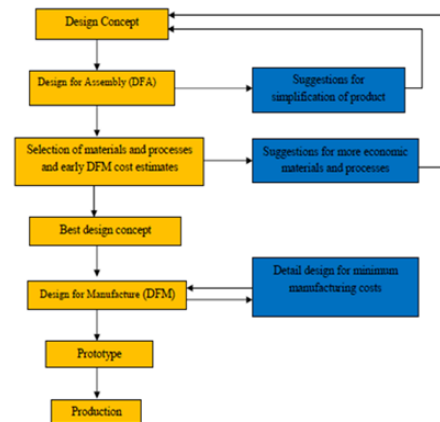 Design Concept
Design for Assembly (DFA)
Suggestions for
simplification of product
Selection of materials and processes
and early DFM cost estimates
Suggestions for more economic
materials and processes
Best design concept
Detail design for minimum
manufacturing costs
Design for Manufacture (DFM)
Prototype
Production